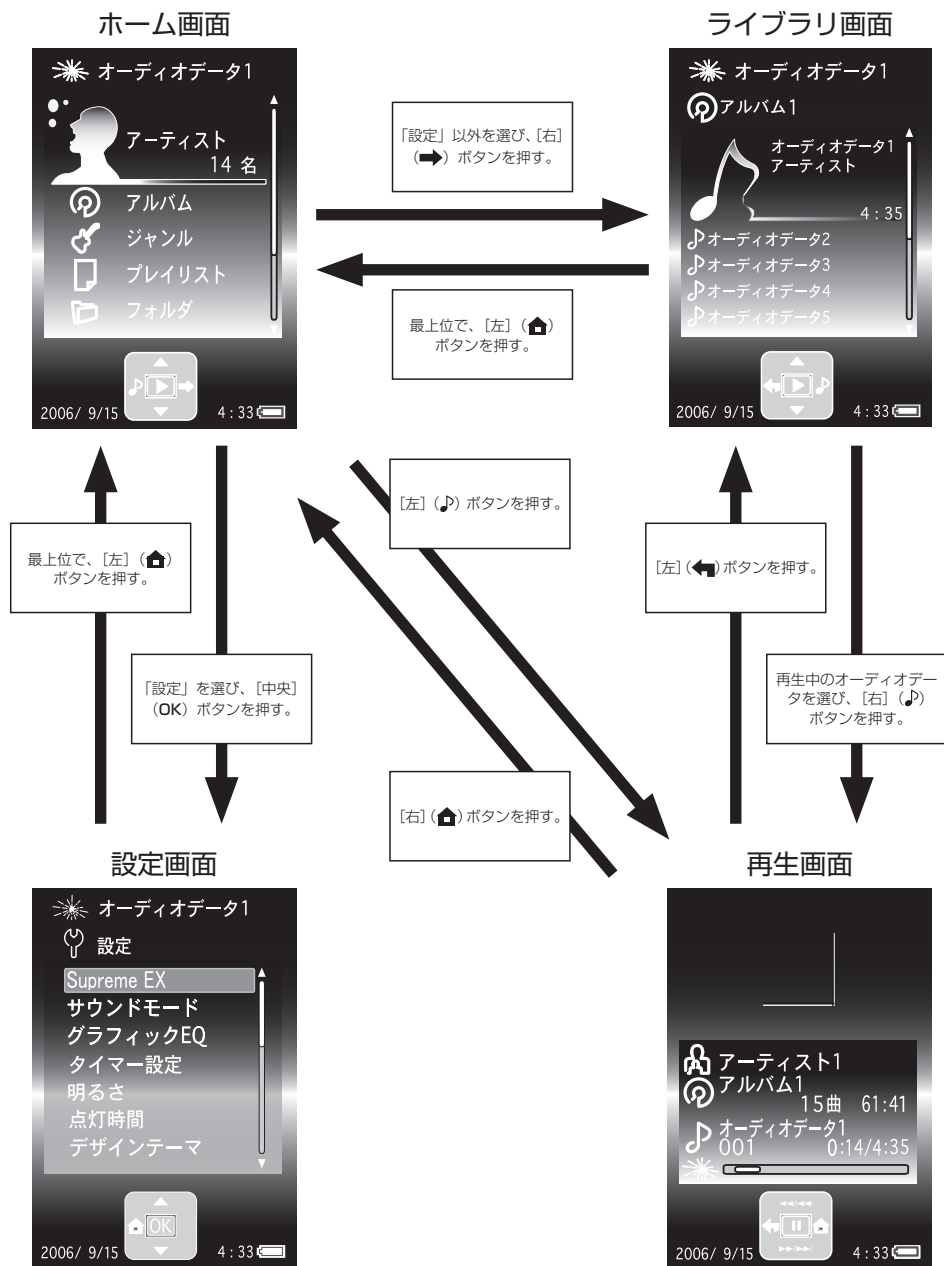 ホーム画面
オーディオデータ1
アーティスト
14 名
アルバム
ジャンル
プレイリスト
フォルダ
2006/ 9/15
4 : 33
「設定」以外を選び、[右]
(➡) ボタンを押す。
最上位で、[左] ()
ボタンを押す。
ライブラリ画面
オーディオデータ1
アルバム1
オーディオデータ1
アーティスト
4 : 35
オーディオデータ2
オーディオデータ3
オーディオデータ4
オーディオデータ5
2006/ 9/15
4 : 33
最上位で、[左] ()
ボタンを押す。
「設定」を選び、[中央]
(OK) ボタンを押す。
[左] (♪) ボタンを押す。
[右] () ボタンを押す。
[左] () ボタンを押す。
再生中のオーディオデー
タを選び、[右] (♪)
ボタンを押す。
設定画面
オーディオデータ1
設定
Supreme EX
サウンドモード
グラフィックEQ
タイマー設定
明るさ
点灯時間
デザインテーマ
OK
2006/ 9/15
4 : 33
再生画面
アーティスト1
アルバム1
15曲 61:41
オーディオデータ1
001 0:14/4:35
2006/ 9/15
4 : 33